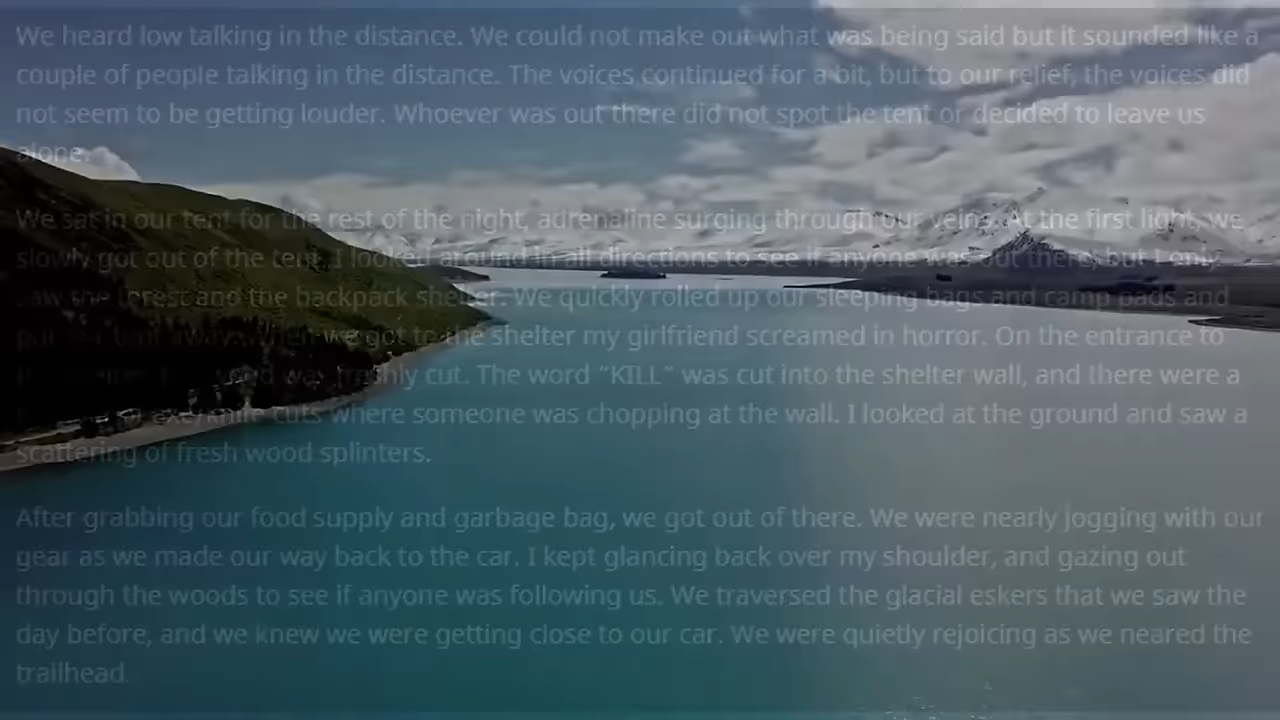 We heard low talking in the distance. We could not make out what was being said but it sounded like a
couple of people talking in the distance. The voices continued for a bit, but to our relief, the voices did
not seem to be getting louder. Whoever was out there did not spot the tent or decided to leave us
alone.
We sat in our tent for the rest of the night, adrenaline surging through our veins. At the first light, we
slowly got out of the tent. I looked around in all directions to see if anyone was out there, but I only
saw the forest and the backpack shelter. We quickly rolled up our sleeping bags and camp pads and
put our tent away. When we got to the shelter my girlfriend screamed in horror. On the entrance to
wood was freshly cut. The word “KILL” was cut into the shelter wall, and there were a
cuts where someone was chopping at the wall. I looked at the ground and saw a
scattering of fresh wood splinters.
After grabbing our food supply and garbage bag, we got out of there. We were nearly jogging with our
gear as we made our way back to the car. I kept glancing back over my shoulder, and gazing out
through the woods to see if anyone was following us. We traversed the glacial eskers that we saw the
day before, and we knew we were getting close to our car. We were quietly rejoicing as we neared the
trailhead.